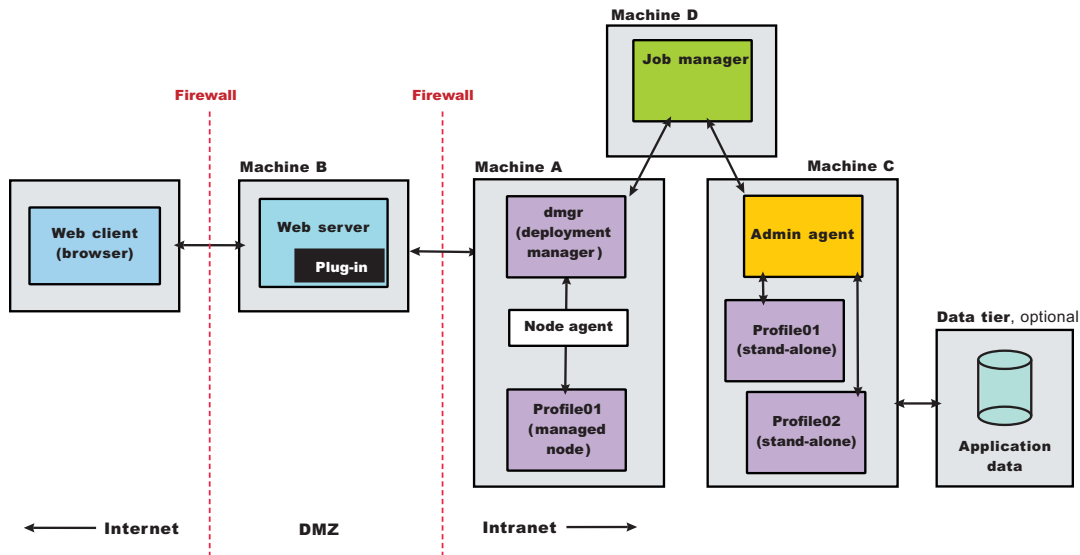 Machine D
Job manager
Firewall
Firewall
Machine B
Machine A
Machine C
Web client
(browser)
Web server
Plug-in
dmgr
(deployment
manager)
Admin agent
Node agent
Profile01
(stand-alone)
Data tier, optional
Profile01
(managed
node)
Profile02
(stand-alone)
Application
data
Internet
DMZ
Intranet